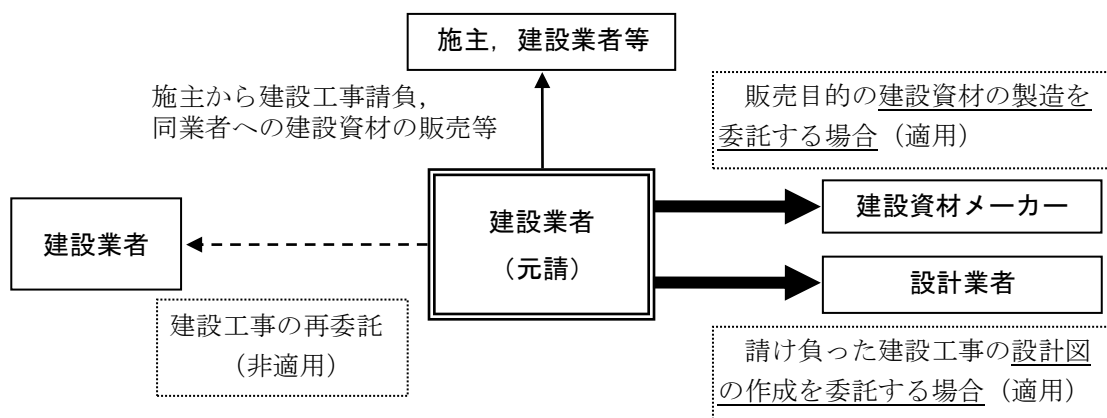 施主，建設業者等
施主から建設工事請負，
同業者への建設資材の販売等
販売目的の建設資材の製造を
委託する場合（適用）
建設業者
（元請）
建設資材メーカー
建設業者
設計業者
建設工事の再委託
（非適用）
請け負った建設工事の設計図
の作成を委託する場合（適用）